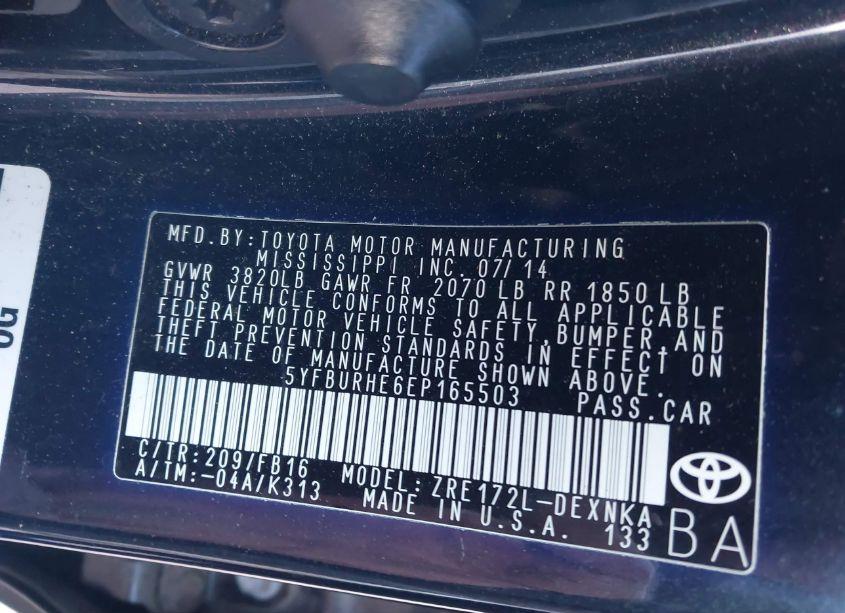 MFD.BY:TOYOTA MOTOR MANUFACTURING
MISSISSIPPI INC. 07/14
GVWR 3820LB GAWR FR 2070 LB RR 1850 LB
THIS VEHICLE CONFORMS TO ALL APPLICABLE
FEDERAL MOTOR VEHICLE SAFETY,BUMPER,AND
THEFT PREVENTION STANDARDS IN EFFECT ON
THE DATE OF MANUFACTURE SHOWN ABOVE.
5YFBURHE6EP165503 PASS.CAR
C/TR:209/FB16 MODEL:ZRE172L-DEXNKA
A/TM:-04A/K313 MADE IN U.S.A. 133
BA